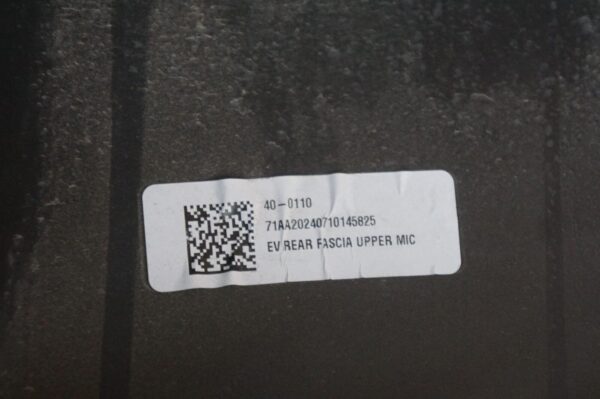 40-0110
71AA20240710145825
EV REAR FASCIA UPPER MIC